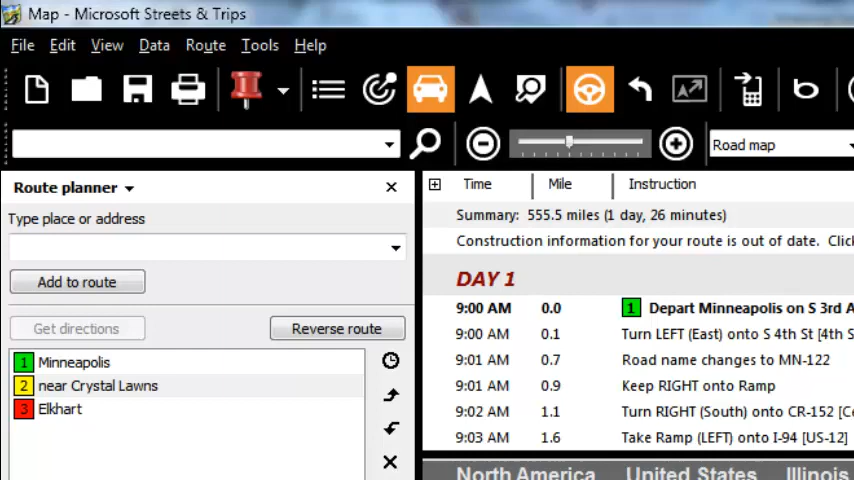 Map - Microsoft Streets & Trips
File Edit View Data Route Tools Help
Road map
Route planner
Type place or address
Add to route
Get directions Reverse route
1 Minneapolis
2 near Crystal Lawns
3 Elkhart
Time Mile Instruction
Summary: 555.5 miles (1 day, 26 minutes)
Construction information for your route is out of date. Clic
DAY 1
9:00 AM 0.0 1 Depart Minneapolis on S 3rd A
9:00 AM 0.1 Turn LEFT (East) onto S 4th St [4th
9:01 AM 0.7 Road name changes to MN-122
9:01 AM 0.9 Keep RIGHT onto Ramp
9:02 AM 1.1 Turn RIGHT (South) onto CR-152 [Ce
9:03 AM 1.6 Take Ramp (LEFT) onto I-94 [US-12]
North America United States Illinois